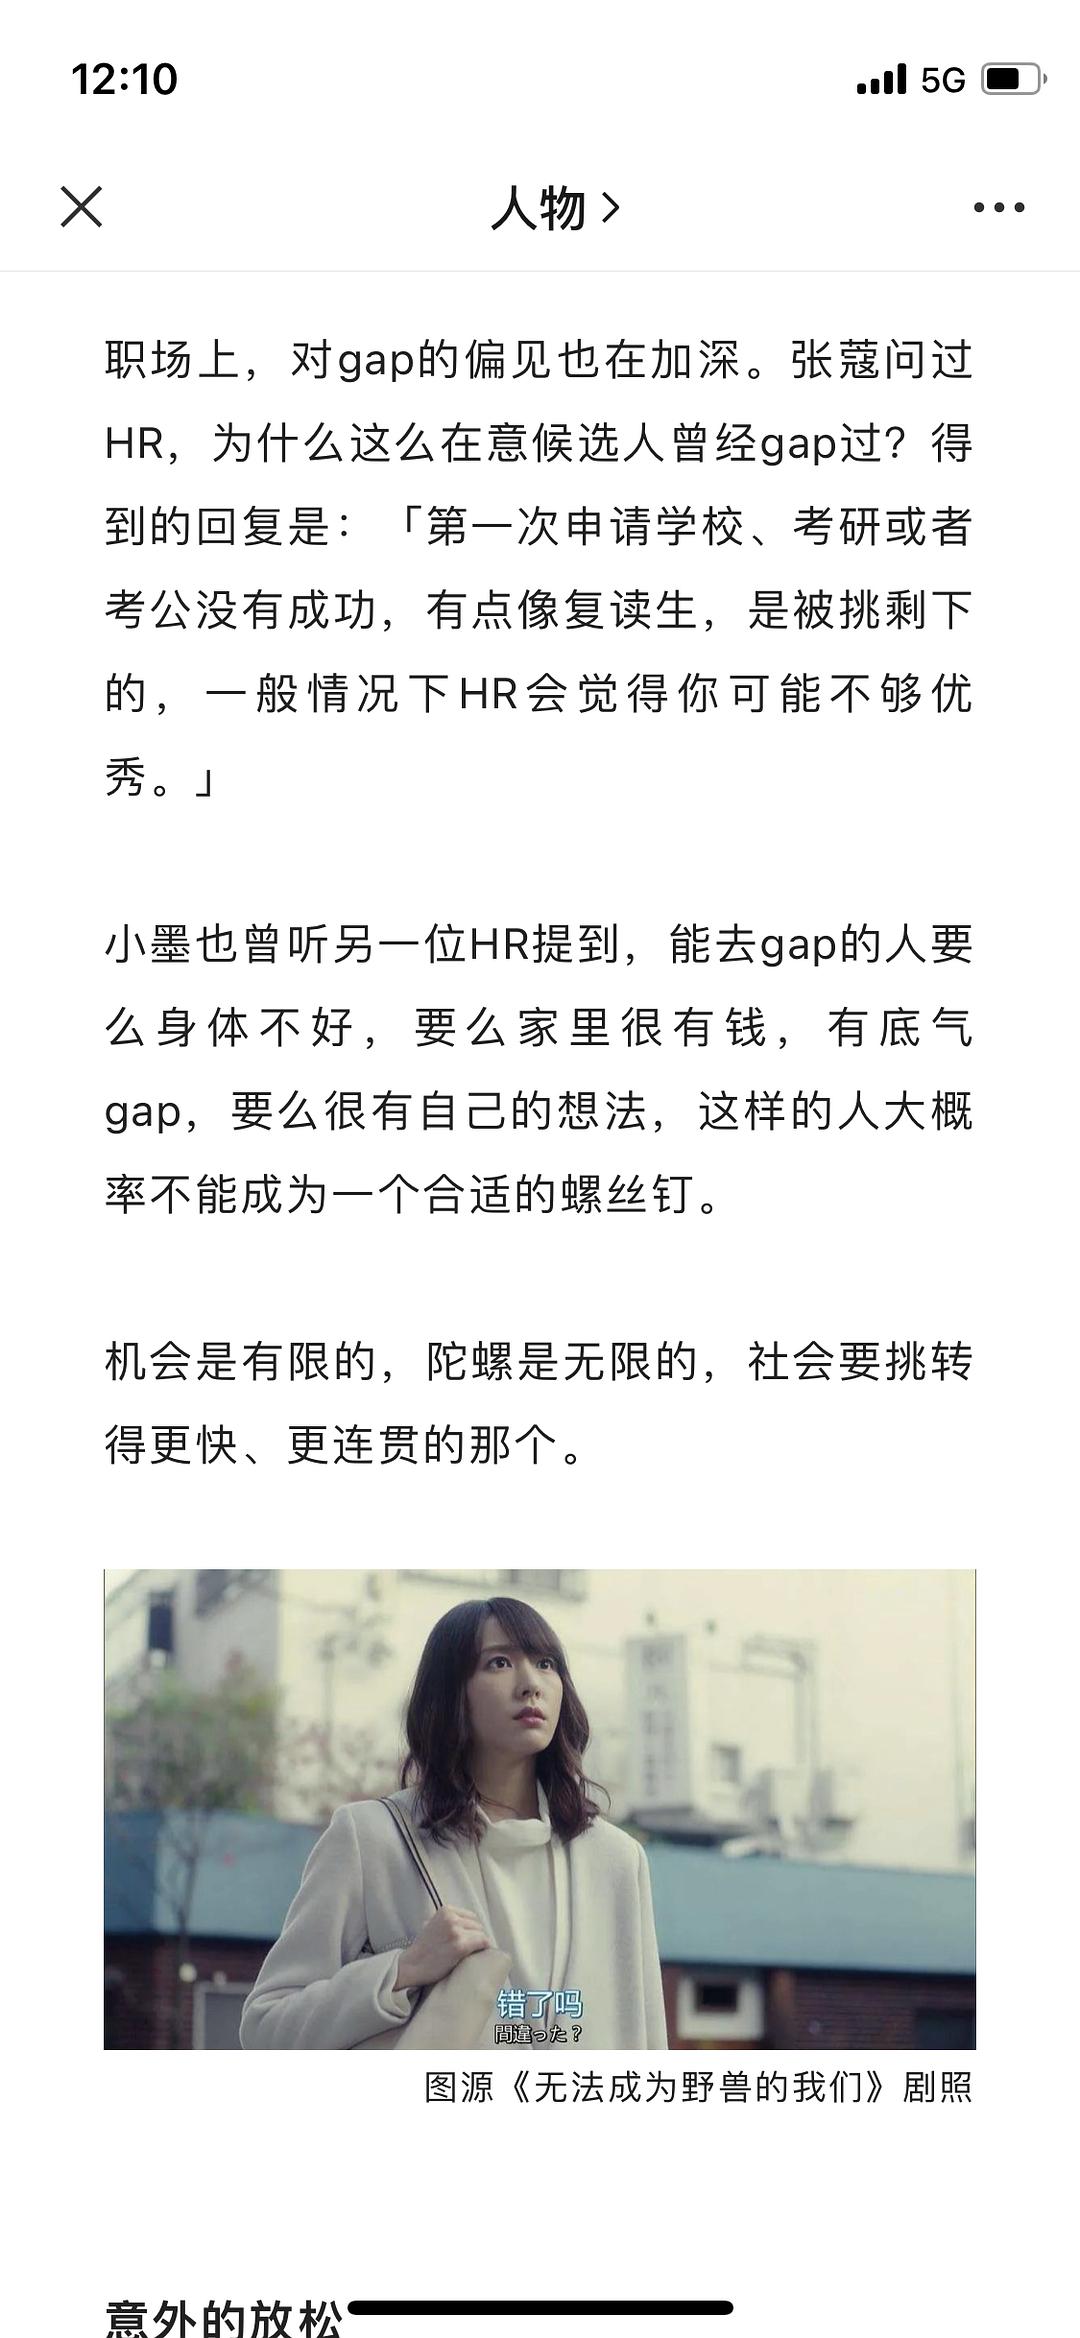 12:10
5G
人物
职场上，对gap的偏见也在加深。张蔻问过
HR，为什么这么在意候选人曾经gap过？得
到的回复是：「第一次申请学校、考研或者
考公没有成功，有点像复读生，是被挑剩下
的，一般情况下HR会觉得你可能不够优
秀。」
小墨也曾听另一位HR提到，能去gap的人要
么身体不好，要么家里很有钱，有底气
gap，要么很有自己的想法，这样的人大概
率不能成为一个合适的螺丝钉。
机会是有限的，陀螺是无限的，社会要挑转
得更快、更连贯的那个。
错了吗
間違った？
图源《无法成为野兽的我们》剧照
意外的放松